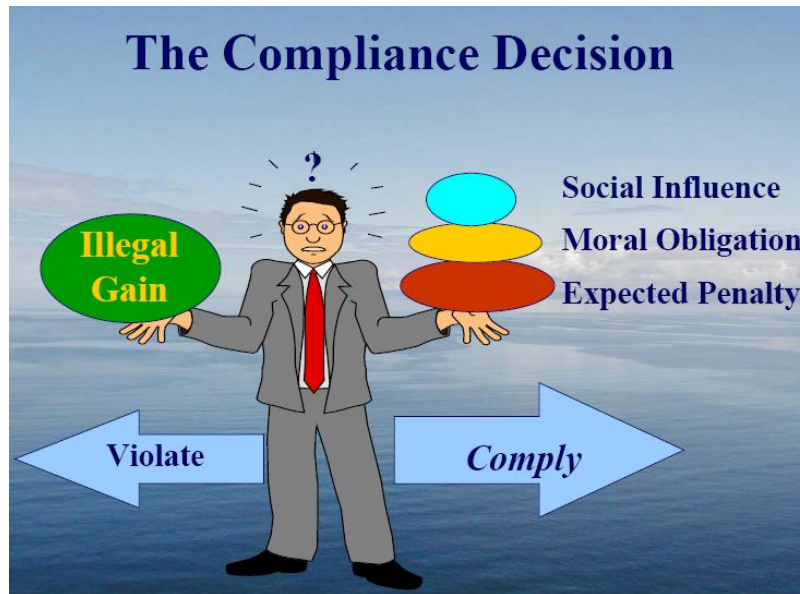 The Compliance Decision
?
Illegal
Gain
Social Influence
Moral Obligation
Expected Penalty
Violate
Comply